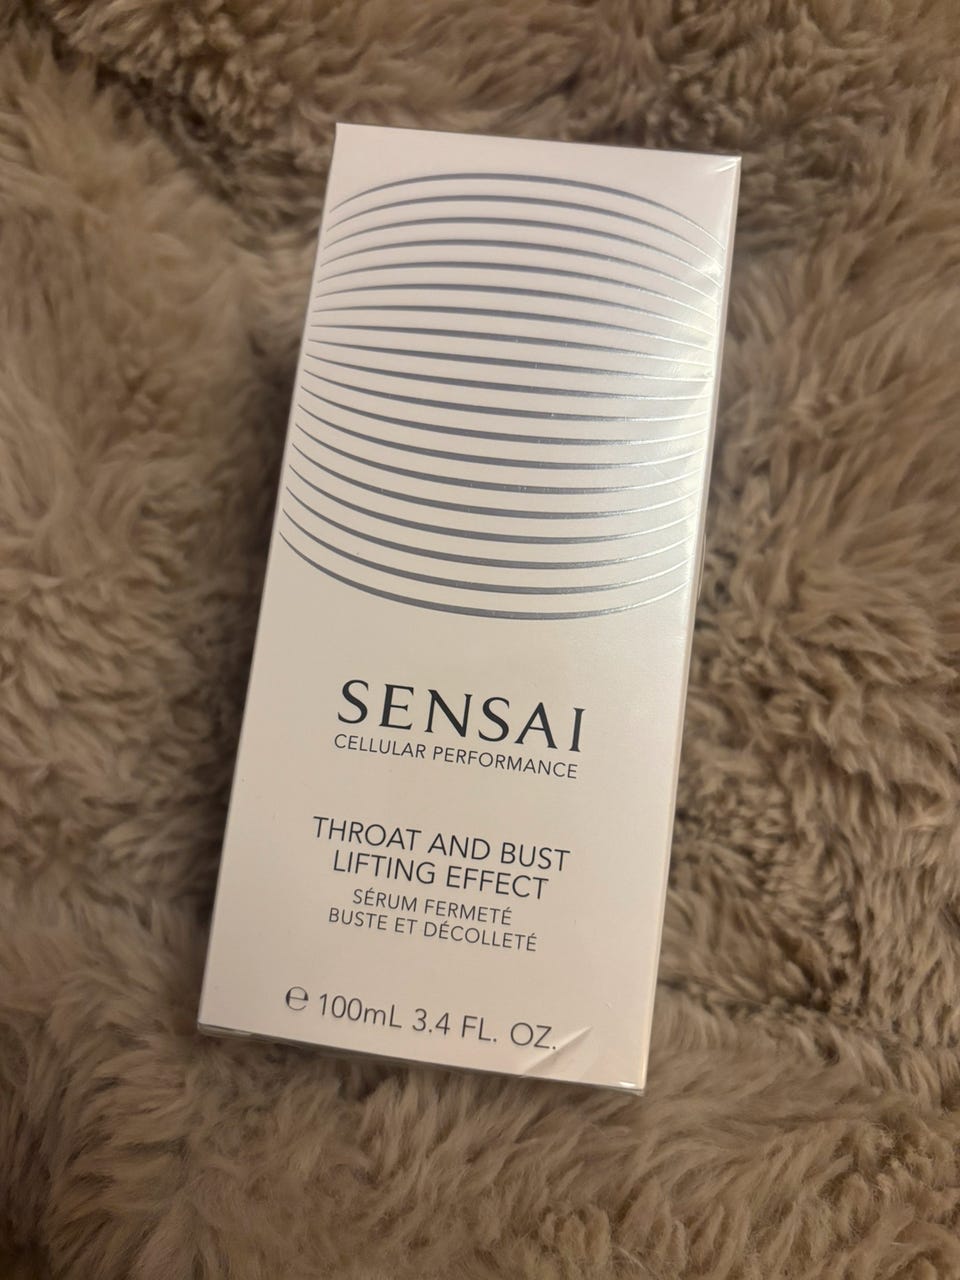 SENSAI
CELLULAR PERFORMANCE
THROAT AND BUST
LIFTING EFFECT
SÉRUM FERMETÉ
BUSTE ET DÉCOLLETÉ
℮ 100mL 3.4 FL. OZ.